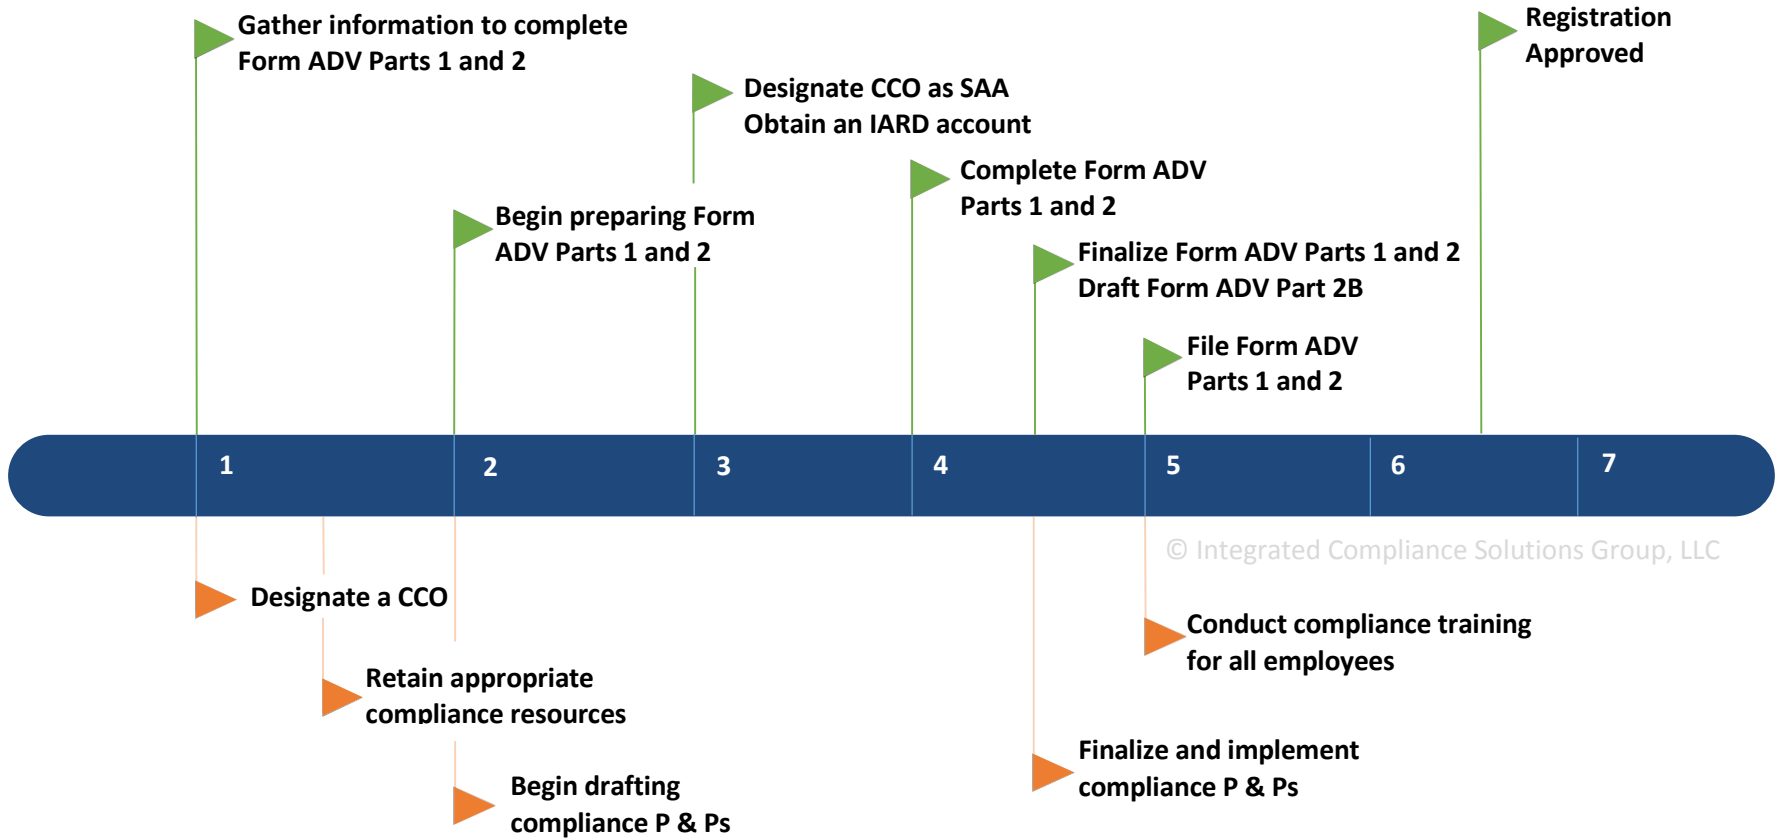 Gather information to complete
Form ADV Parts 1 and 2
Registration
Approved
Designate CCO as SAA
Obtain an IARD account
Complete Form ADV
Parts 1 and 2
Begin preparing Form
ADV Parts 1 and 2
Finalize Form ADV Parts 1 and 2
Draft Form ADV Part 2B
File Form ADV
Parts 1 and 2
1
2
3
4
5
6
7
© Integrated Compliance Solutions Group, LLC
Designate a CCO
Conduct compliance training
for all employees
Retain appropriate
compliance resources
Finalize and implement
compliance P & Ps
Begin drafting
compliance P & Ps